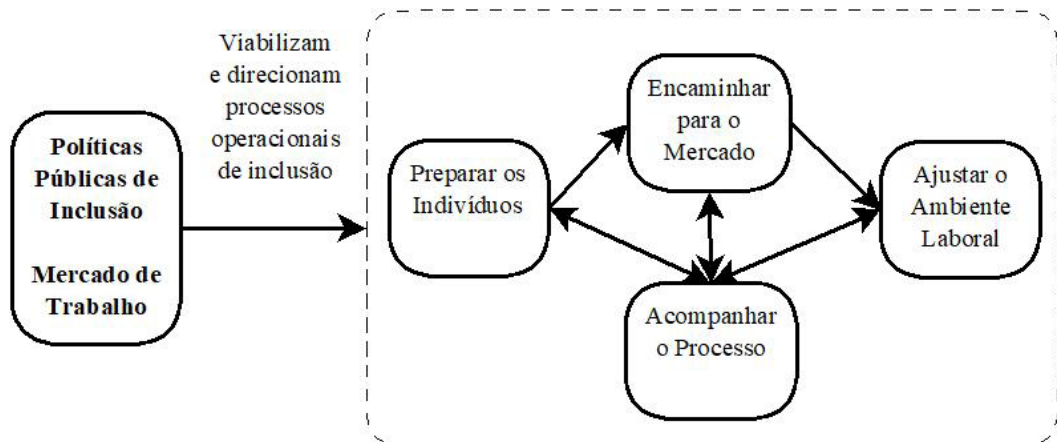 Políticas
Públicas de
Inclusão
Mercado de
Trabalho
Viabilizam
e direcionam
processos
operacionais
de inclusão
Preparar os
Indivíduos
Encaminhar
para o
Mercado
Ajustar o
Ambiente
Laboral
Acompanhar
o Processo